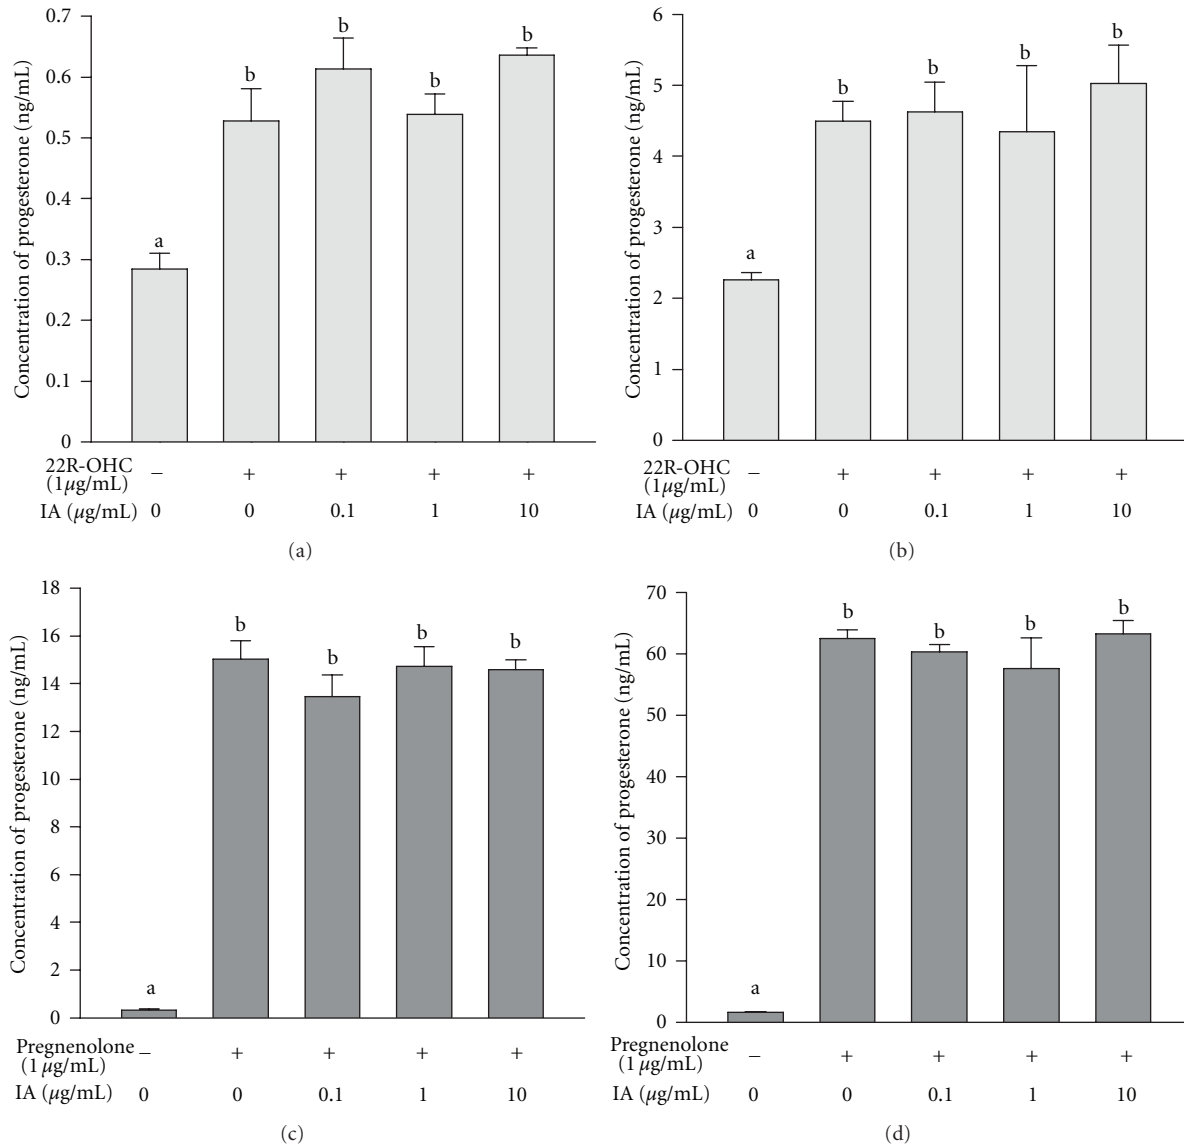 Concentration of progesterone (ng/mL)
0.7
0.6
0.5
0.4
0.3
0.2
0.1
0
a
b
b
b
b
22R-OHC
(1μg/mL)
− + + + +
IA (μg/mL) 0 0 0.1 1 10
(a)
Concentration of progesterone (ng/mL)
6
5
4
3
2
1
0
a
b
b
b
b
22R-OHC
(1μg/mL)
− + + + +
IA (μg/mL) 0 0 0.1 1 10
(b)
Concentration of progesterone (ng/mL)
18
16
14
12
10
8
6
4
2
0
a
b
b
b
b
Pregnenolone
(1 μg/mL)
− + + + +
IA (μg/mL) 0 0 0.1 1 10
(c)
Concentration of progesterone (ng/mL)
70
60
50
40
30
20
10
0
a
b
b
b
b
Pregnenolone
(1 μg/mL)
− + + + +
IA (μg/mL) 0 0 0.1 1 10
(d)